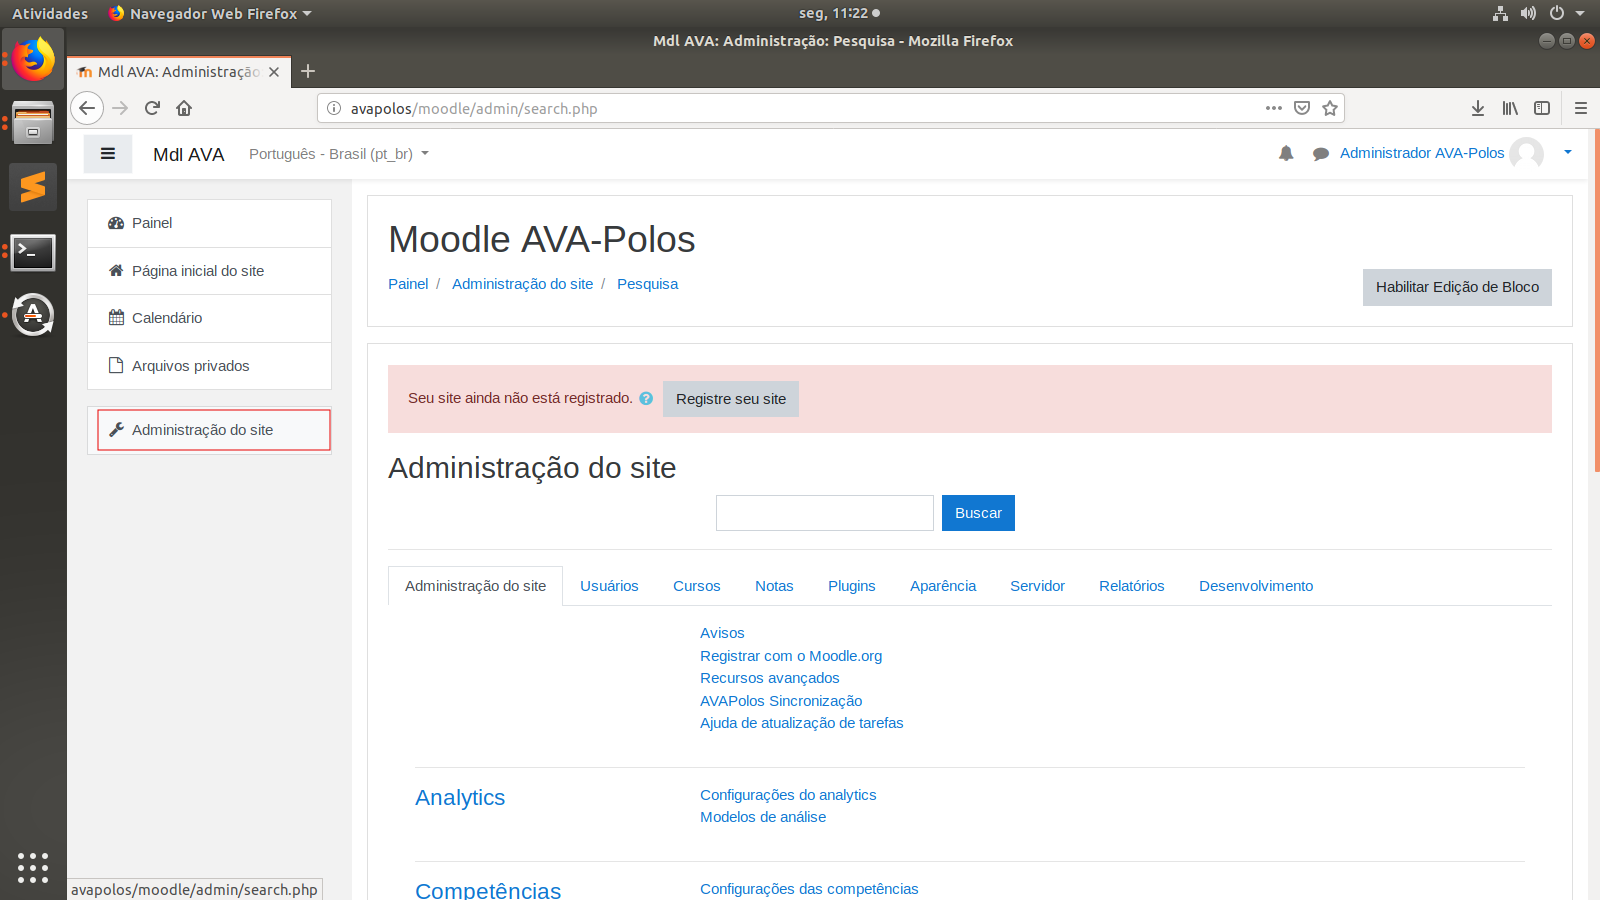 Atividades
Navegador Web Firefox
seg, 11:22
Mdl AVA: Administração: Pesquisa - Mozilla Firefox
Mdl AVA: Administração
avapolos/moodle/admin/search.php
Mdl AVA
Português - Brasil (pt_br)
Administrador AVA-Polos
Painel
Página inicial do site
Calendário
Arquivos privados
Administração do site
Moodle AVA-Polos
Painel / Administração do site / Pesquisa
Habilitar Edição de Bloco
Seu site ainda não está registrado.
Registre seu site
Administração do site
Buscar
Administração do site
Usuários
Cursos
Notas
Plugins
Aparência
Servidor
Relatórios
Desenvolvimento
Avisos
Registrar com o Moodle.org
Recursos avançados
AVAPolos Sincronização
Ajuda de atualização de tarefas
Analytics
Configurações do analytics
Modelos de análise
Competências
Configurações das competências
avapolos/moodle/admin/search.php